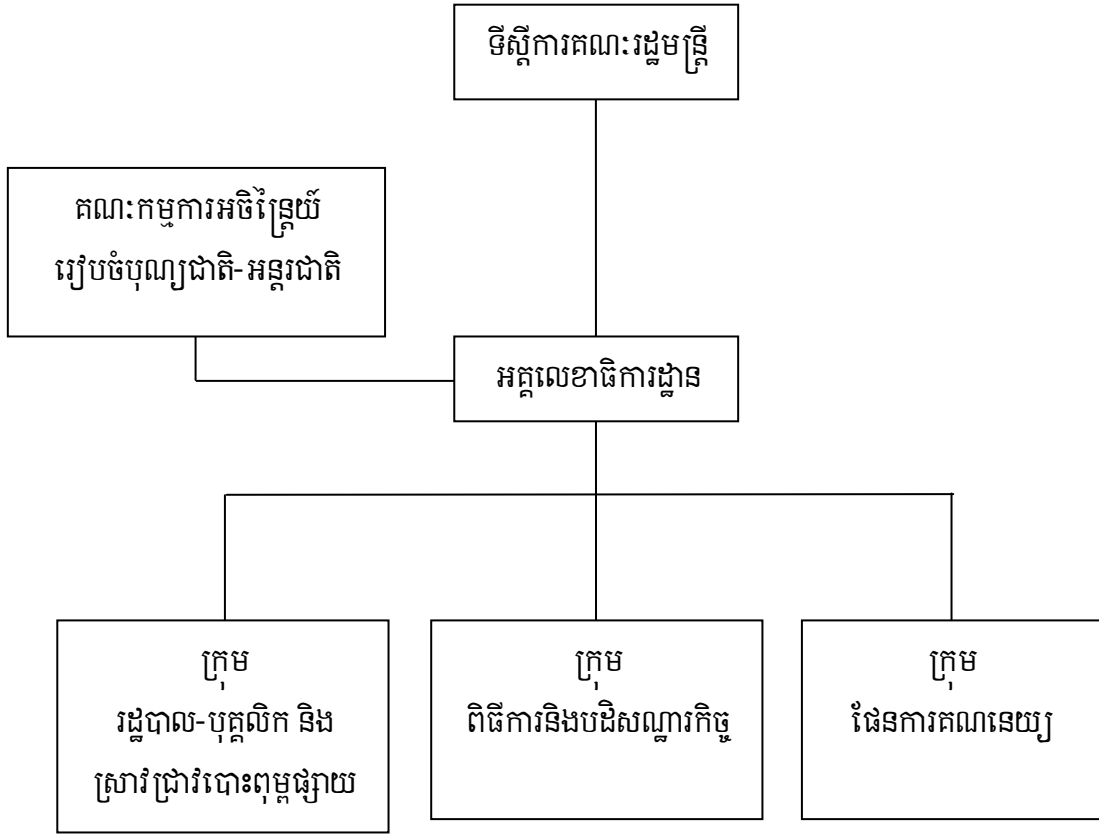 ទីស្តីការគណៈរដ្ឋមន្ត្រី
គណៈកម្មការអចិន្ត្រៃយ៍
រៀបចំបុណ្យជាតិ-អន្តរជាតិ
អគ្គលេខាធិការដ្ឋាន
ក្រុម
រដ្ឋបាល-បុគ្គលិក និង
ស្រាវជ្រាវបោះពុម្ពផ្សាយ
ក្រុម
ពិធីការនិងបដិសណ្ឋារកិច្ច
ក្រុម
ផែនការគណនេយ្យ